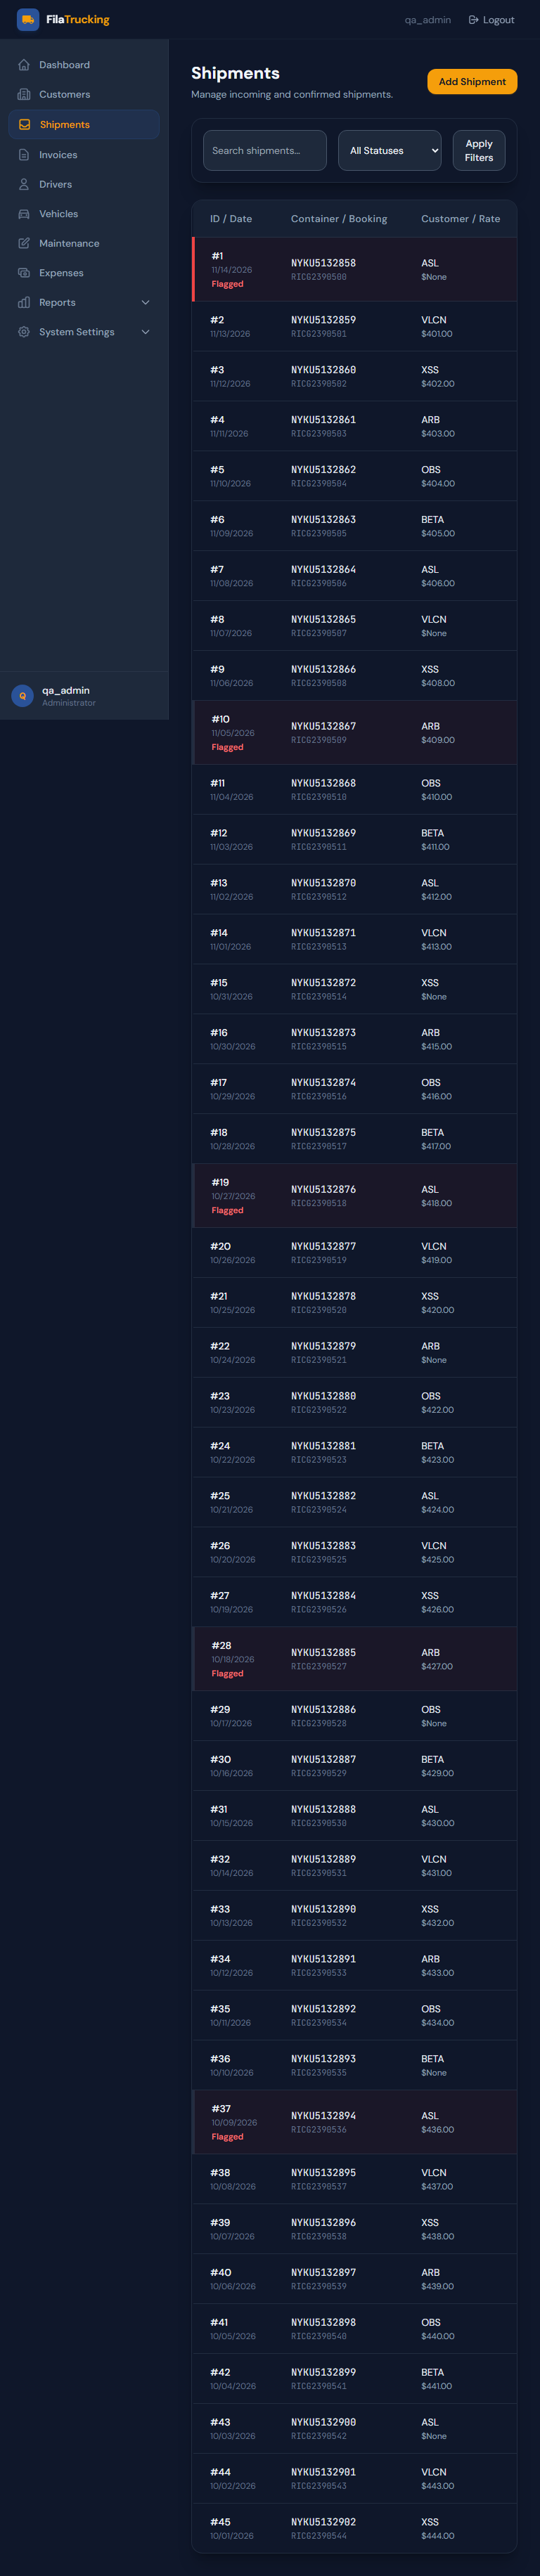 FilaTrucking
qa_admin
Logout
Dashboard
Customers
Shipments
Invoices
Drivers
Vehicles
Maintenance
Expenses
Reports
System Settings
Q
qa_admin
Administrator
Shipments
Manage incoming and confirmed shipments.
Add Shipment
Search shipments...
All Statuses
Apply
Filters
ID / Date Container / Booking Customer / Rate
#1 NYKU5132858 ASL
11/14/2026 RICG2390500 $None
Flagged
#2 NYKU5132859 VLCN
11/13/2026 RICG2390501 $401.00
#3 NYKU5132860 XSS
11/12/2026 RICG2390502 $402.00
#4 NYKU5132861 ARB
11/11/2026 RICG2390503 $403.00
#5 NYKU5132862 OBS
11/10/2026 RICG2390504 $404.00
#6 NYKU5132863 BETA
11/09/2026 RICG2390505 $405.00
#7 NYKU5132864 ASL
11/08/2026 RICG2390506 $406.00
#8 NYKU5132865 VLCN
11/07/2026 RICG2390507 $None
#9 NYKU5132866 XSS
11/06/2026 RICG2390508 $408.00
#10 NYKU5132867 ARB
11/05/2026 RICG2390509 $409.00
Flagged
#11 NYKU5132868 OBS
11/04/2026 RICG2390510 $410.00
#12 NYKU5132869 BETA
11/03/2026 RICG2390511 $411.00
#13 NYKU5132870 ASL
11/02/2026 RICG2390512 $412.00
#14 NYKU5132871 VLCN
11/01/2026 RICG2390513 $413.00
#15 NYKU5132872 XSS
10/31/2026 RICG2390514 $None
#16 NYKU5132873 ARB
10/30/2026 RICG2390515 $415.00
#17 NYKU5132874 OBS
10/29/2026 RICG2390516 $416.00
#18 NYKU5132875 BETA
10/28/2026 RICG2390517 $417.00
#19 NYKU5132876 ASL
10/27/2026 RICG2390518 $418.00
Flagged
#20 NYKU5132877 VLCN
10/26/2026 RICG2390519 $419.00
#21 NYKU5132878 XSS
10/25/2026 RICG2390520 $420.00
#22 NYKU5132879 ARB
10/24/2026 RICG2390521 $None
#23 NYKU5132880 OBS
10/23/2026 RICG2390522 $422.00
#24 NYKU5132881 BETA
10/22/2026 RICG2390523 $423.00
#25 NYKU5132882 ASL
10/21/2026 RICG2390524 $424.00
#26 NYKU5132883 VLCN
10/20/2026 RICG2390525 $425.00
#27 NYKU5132884 XSS
10/19/2026 RICG2390526 $426.00
#28 NYKU5132885 ARB
10/18/2026 RICG2390527 $427.00
Flagged
#29 NYKU5132886 OBS
10/17/2026 RICG2390528 $None
#30 NYKU5132887 BETA
10/16/2026 RICG2390529 $429.00
#31 NYKU5132888 ASL
10/15/2026 RICG2390530 $430.00
#32 NYKU5132889 VLCN
10/14/2026 RICG2390531 $431.00
#33 NYKU5132890 XSS
10/13/2026 RICG2390532 $432.00
#34 NYKU5132891 ARB
10/12/2026 RICG2390533 $433.00
#35 NYKU5132892 OBS
10/11/2026 RICG2390534 $434.00
#36 NYKU5132893 BETA
10/10/2026 RICG2390535 $None
#37 NYKU5132894 ASL
10/09/2026 RICG2390536 $436.00
Flagged
#38 NYKU5132895 VLCN
10/08/2026 RICG2390537 $437.00
#39 NYKU5132896 XSS
10/07/2026 RICG2390538 $438.00
#40 NYKU5132897 ARB
10/06/2026 RICG2390539 $439.00
#41 NYKU5132898 OBS
10/05/2026 RICG2390540 $440.00
#42 NYKU5132899 BETA
10/04/2026 RICG2390541 $441.00
#43 NYKU5132900 ASL
10/03/2026 RICG2390542 $None
#44 NYKU5132901 VLCN
10/02/2026 RICG2390543 $443.00
#45 NYKU5132902 XSS
10/01/2026 RICG2390544 $444.00